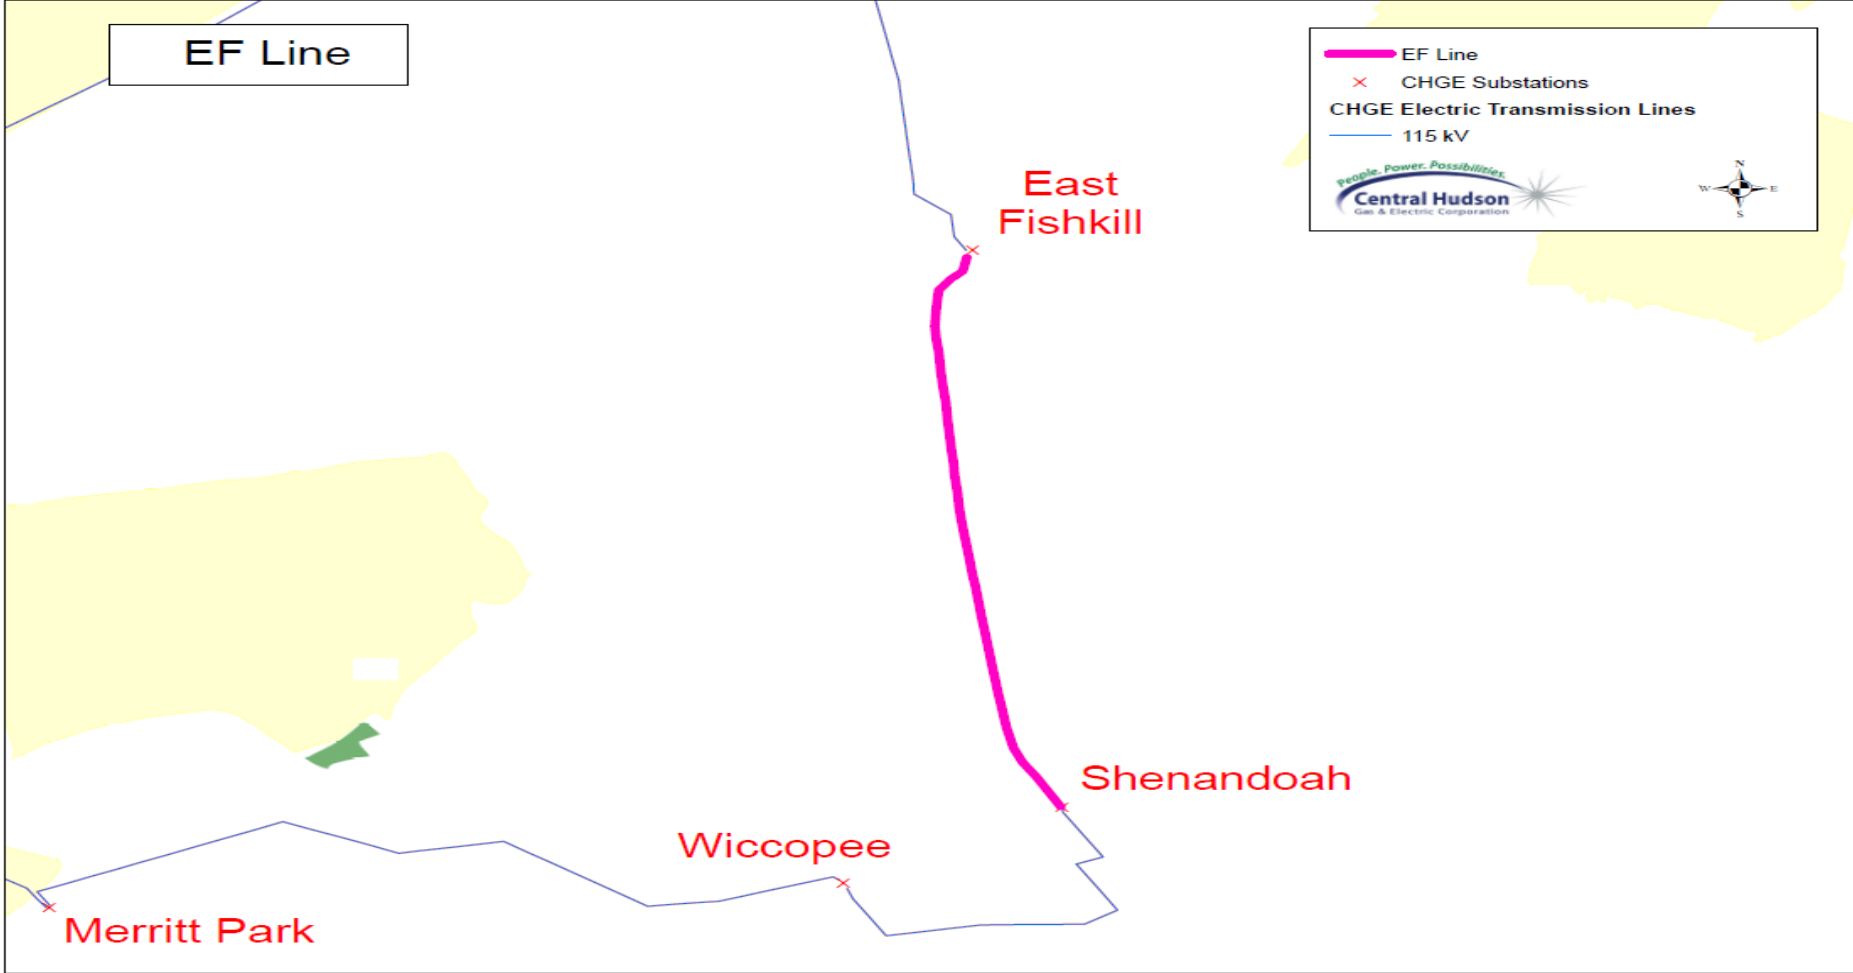 EF Line
EF Line
CHGE Substations
CHGE Electric Transmission Lines
115 kV
People. Power. Possibilities.
Central Hudson
Gas & Electric Corporation
N
W E
S
East
Fishkill
Shenandoah
Wiccopee
Merritt Park